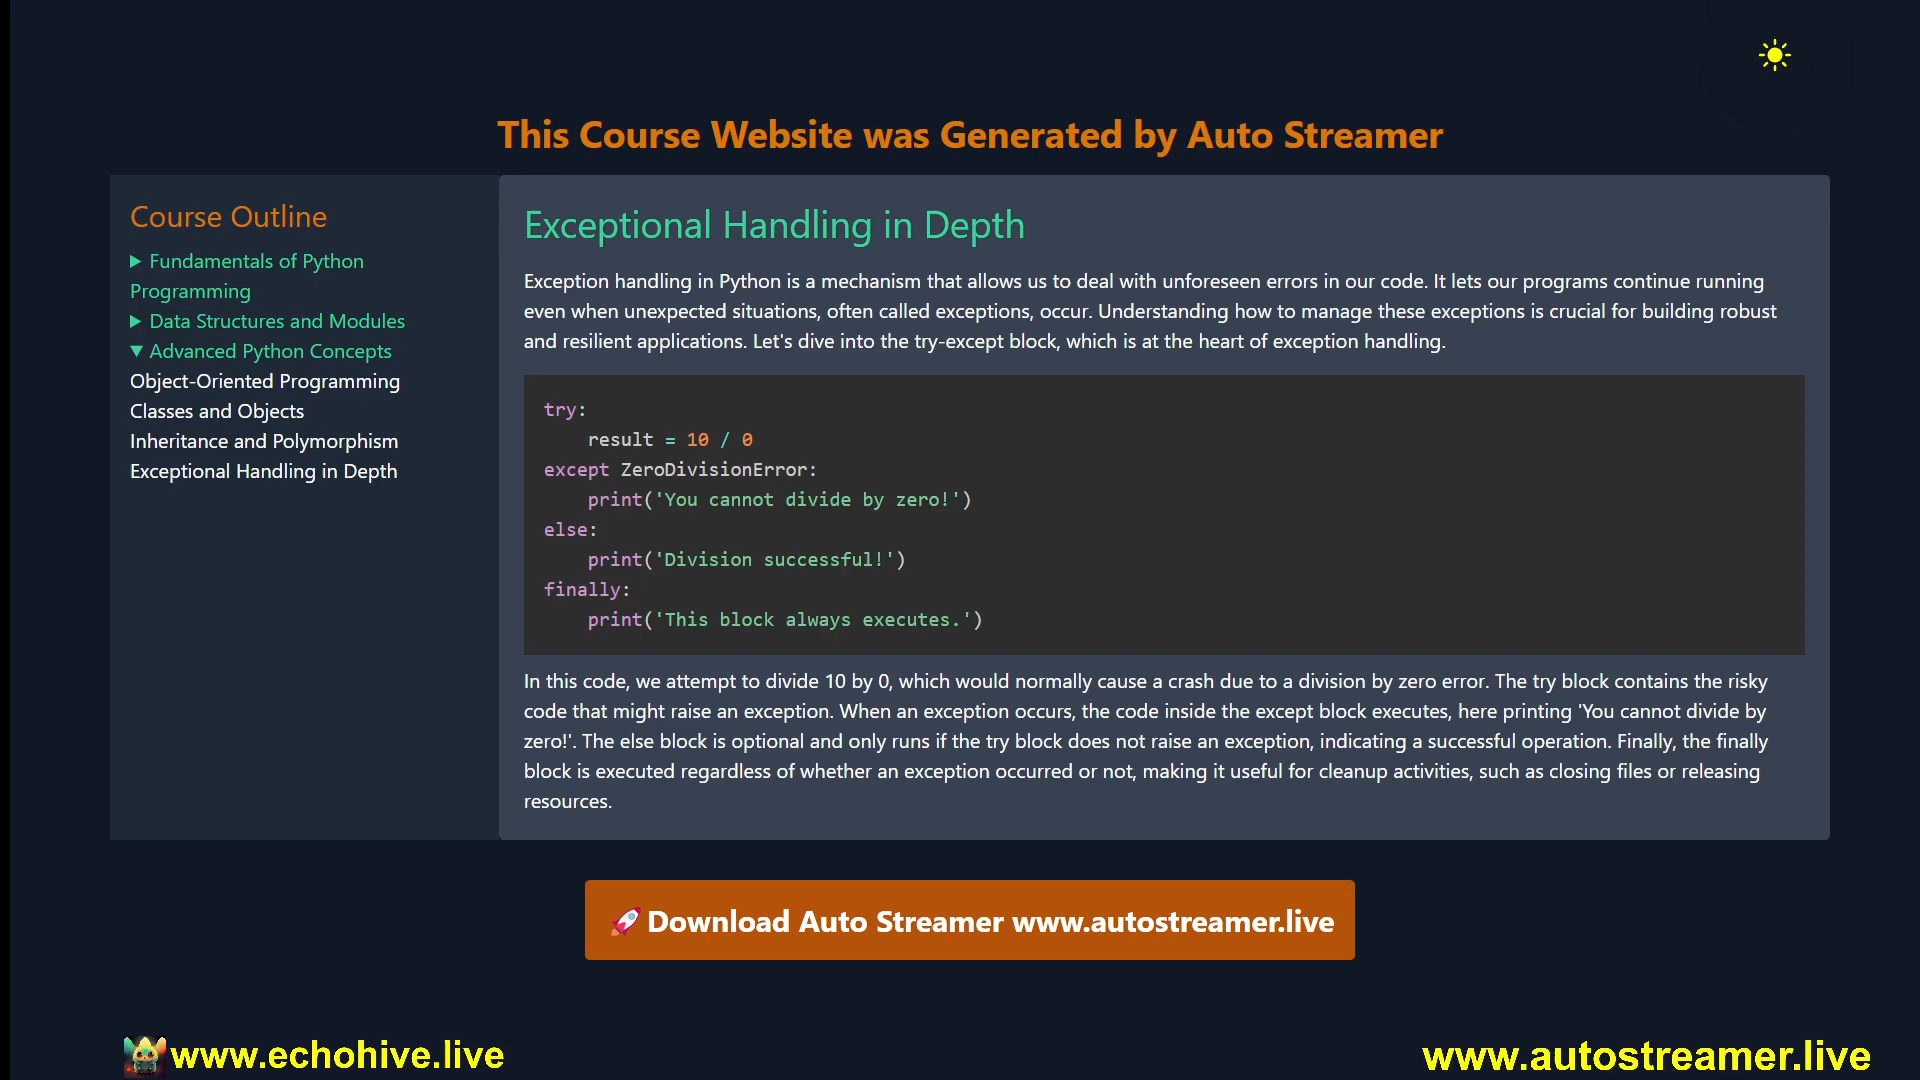 This Course Website was Generated by Auto Streamer
Course Outline
▶ Fundamentals of Python
Programming
▶ Data Structures and Modules
▼ Advanced Python Concepts
Object-Oriented Programming
Classes and Objects
Inheritance and Polymorphism
Exceptional Handling in Depth
Exceptional Handling in Depth
Exception handling in Python is a mechanism that allows us to deal with unforeseen errors in our code. It lets our programs continue running
even when unexpected situations, often called exceptions, occur. Understanding how to manage these exceptions is crucial for building robust
and resilient applications. Let's dive into the try-except block, which is at the heart of exception handling.
try:
    result = 10 / 0
except ZeroDivisionError:
    print('You cannot divide by zero!')
else:
    print('Division successful!')
finally:
    print('This block always executes.')
In this code, we attempt to divide 10 by 0, which would normally cause a crash due to a division by zero error. The try block contains the risky
code that might raise an exception. When an exception occurs, the code inside the except block executes, here printing 'You cannot divide by
zero!'. The else block is optional and only runs if the try block does not raise an exception, indicating a successful operation. Finally, the finally
block is executed regardless of whether an exception occurred or not, making it useful for cleanup activities, such as closing files or releasing
resources.
🚀Download Auto Streamer www.autostreamer.live
www.echohive.live
www.autostreamer.live